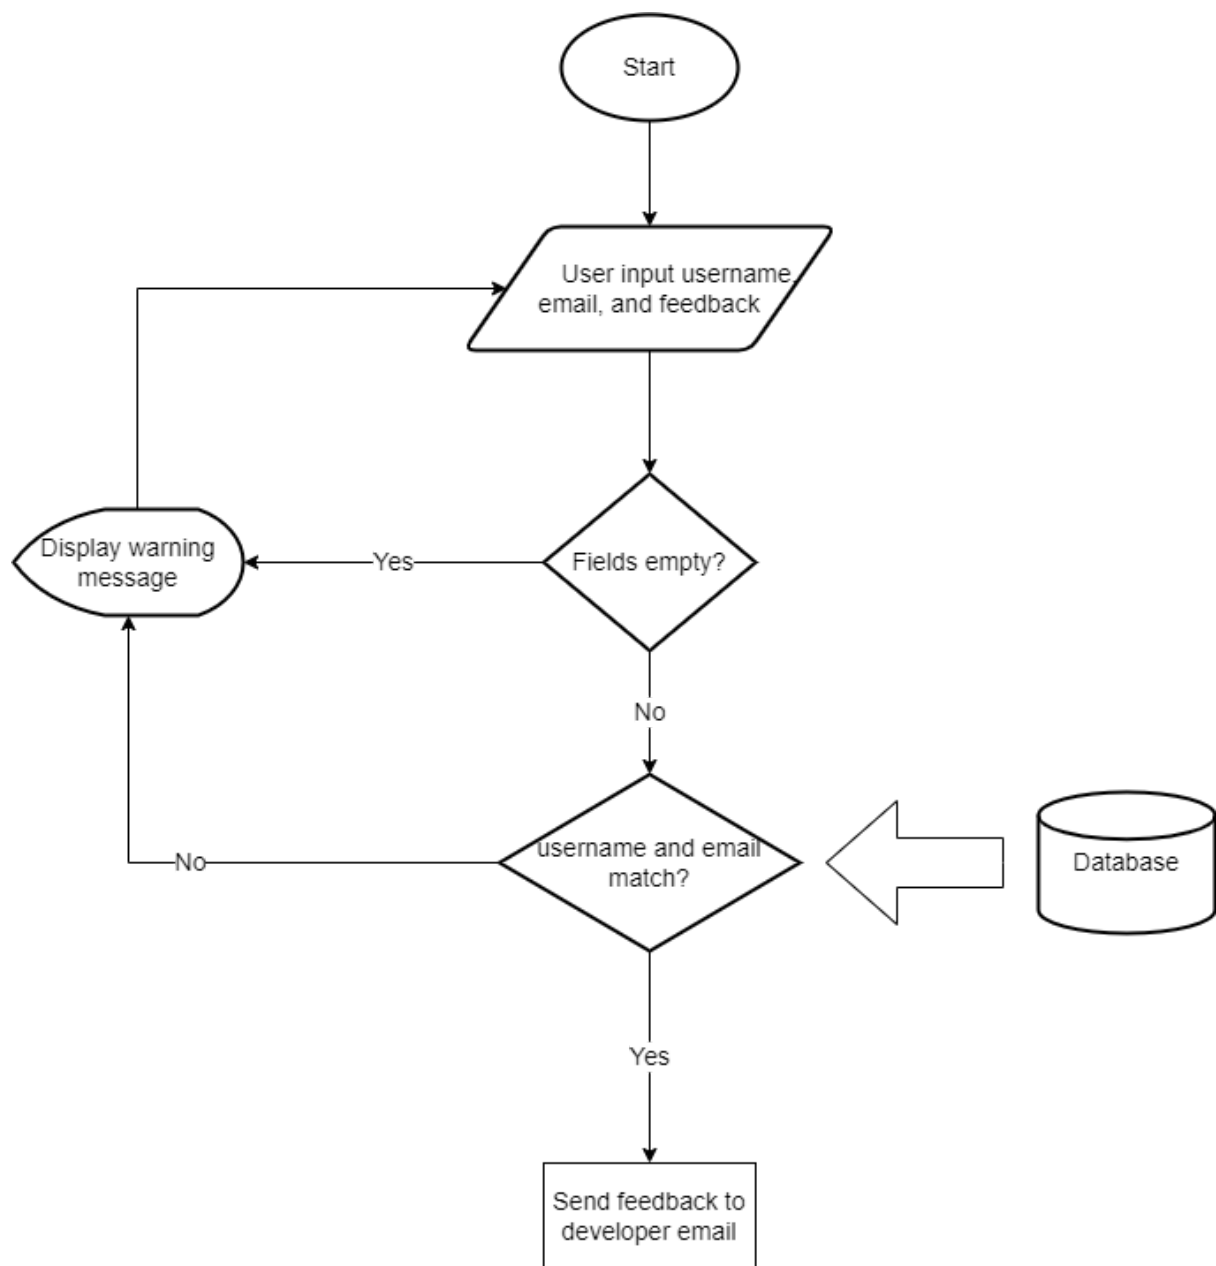 Start
User input username,
email, and feedback
Display warning
message
Yes
Fields empty?
No
username and email
match?
No
Database
Yes
Send feedback to
developer email